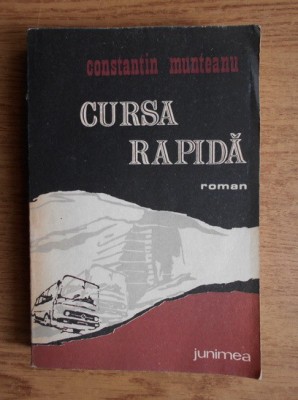 constantin munteanu
CURSA
RAPIDĂ
roman
junimea